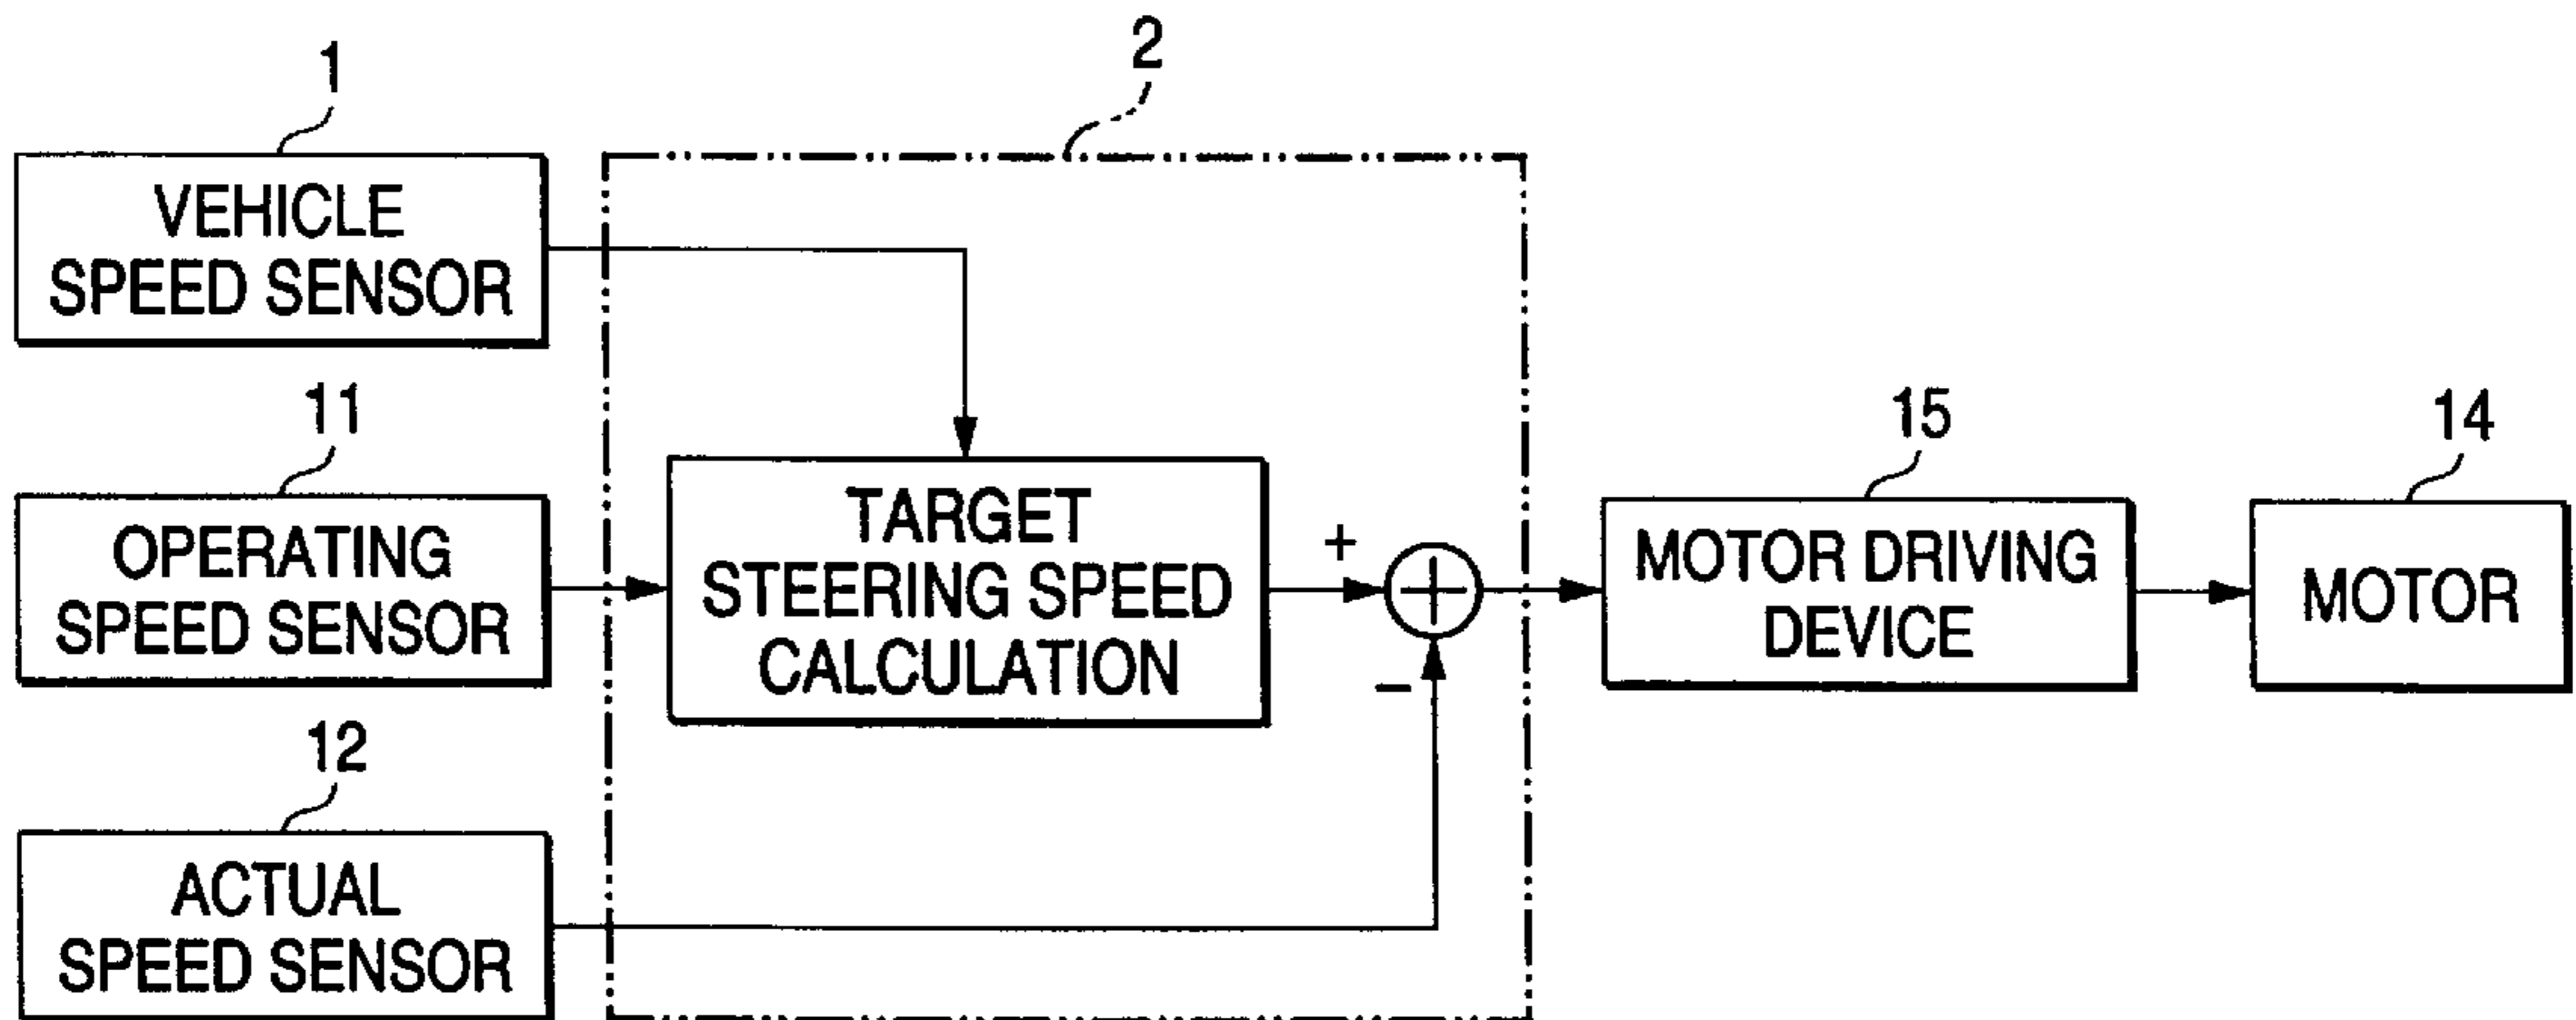 2
1
VEHICLE
SPEED SENSOR
11
OPERATING
SPEED SENSOR
TARGET
STEERING SPEED
CALCULATION
+
−
15
MOTOR DRIVING
DEVICE
14
MOTOR
12
ACTUAL
SPEED SENSOR